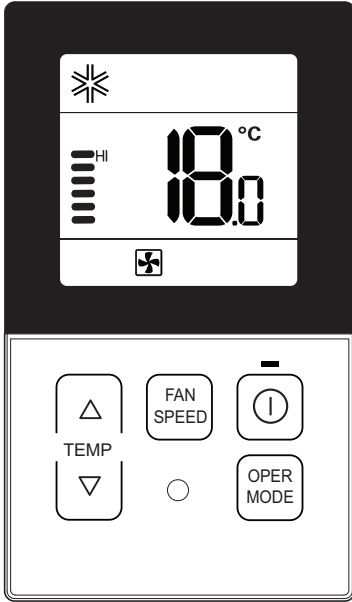 HI
18.0 °C
FAN
SPEED
TEMP
OPER
MODE